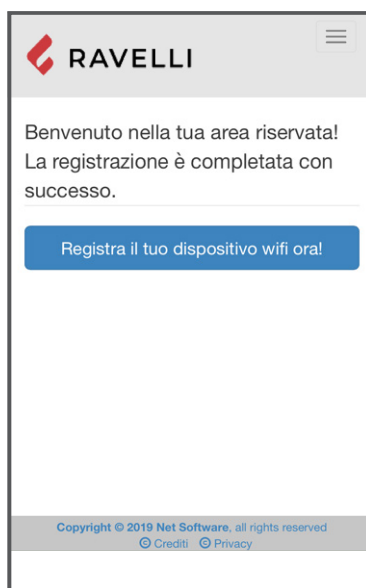 RAVELLI
Benvenuto nella tua area riservata!
La registrazione è completata con
successo.
Registra il tuo dispositivo wifi ora!
Copyright © 2019 Net Software, all rights reserved
© Crediti © Privacy